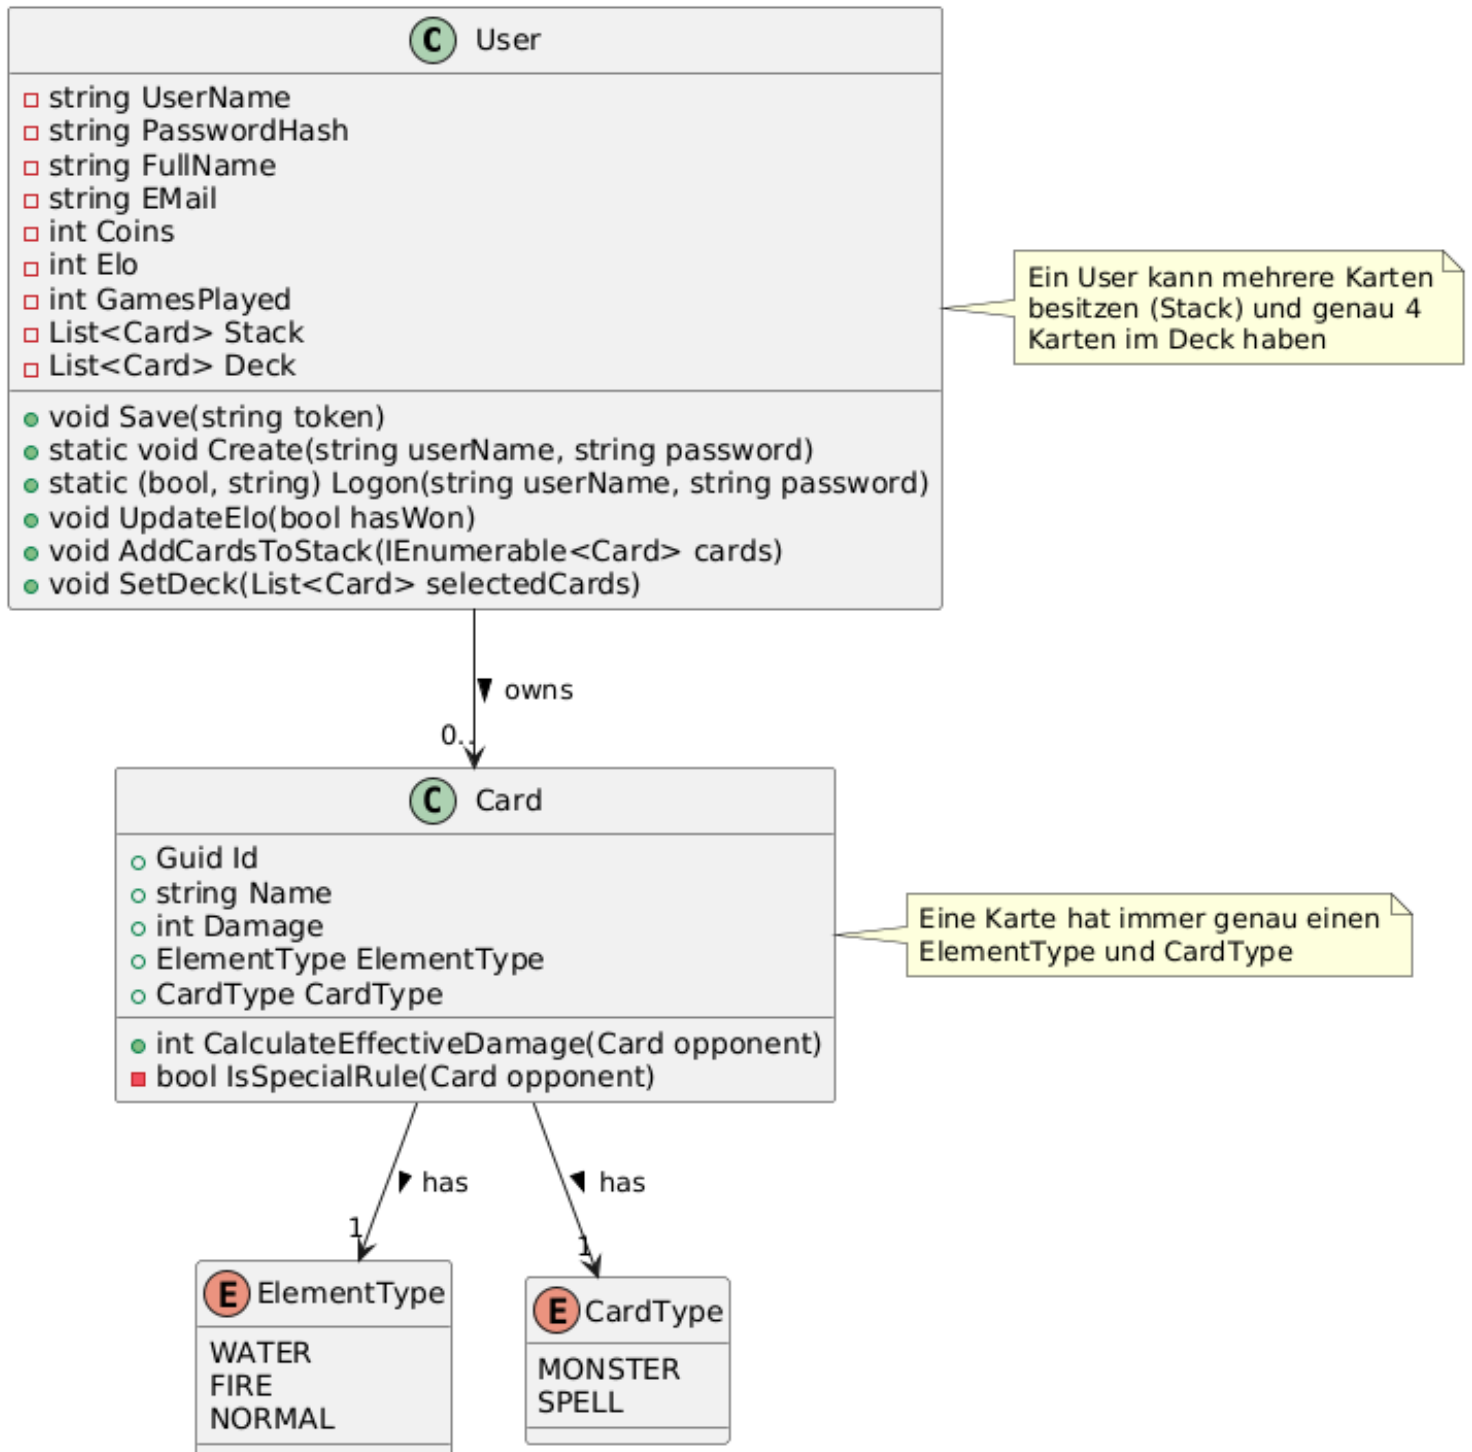 C User
string UserName
string PasswordHash
string FullName
string EMail
int Coins
int Elo
int GamesPlayed
List<Card> Stack
List<Card> Deck
void Save(string token)
static void Create(string userName, string password)
static (bool, string) Logon(string userName, string password)
void UpdateElo(bool hasWon)
void AddCardsToStack(IEnumerable<Card> cards)
void SetDeck(List<Card> selectedCards)
Ein User kann mehrere Karten
besitzen (Stack) und genau 4
Karten im Deck haben
owns
0..
C Card
Guid Id
string Name
int Damage
ElementType ElementType
CardType CardType
int CalculateEffectiveDamage(Card opponent)
bool IsSpecialRule(Card opponent)
Eine Karte hat immer genau einen
ElementType und CardType
has
has
1
1
E ElementType
WATER
FIRE
NORMAL
E CardType
MONSTER
SPELL